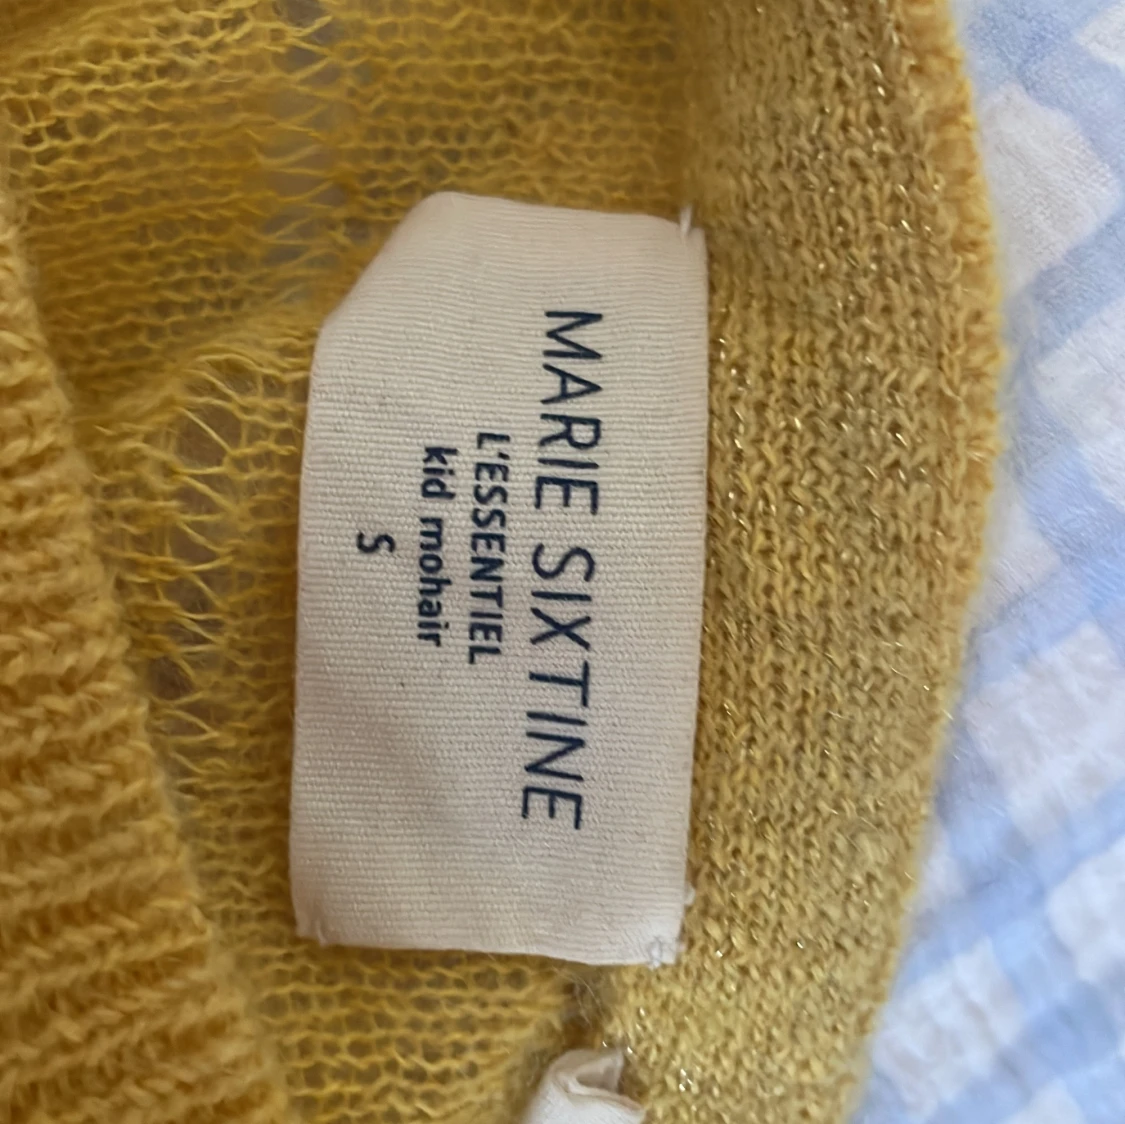 MARIE SIXTINE
L'ESSENTIEL
kid mohair
S